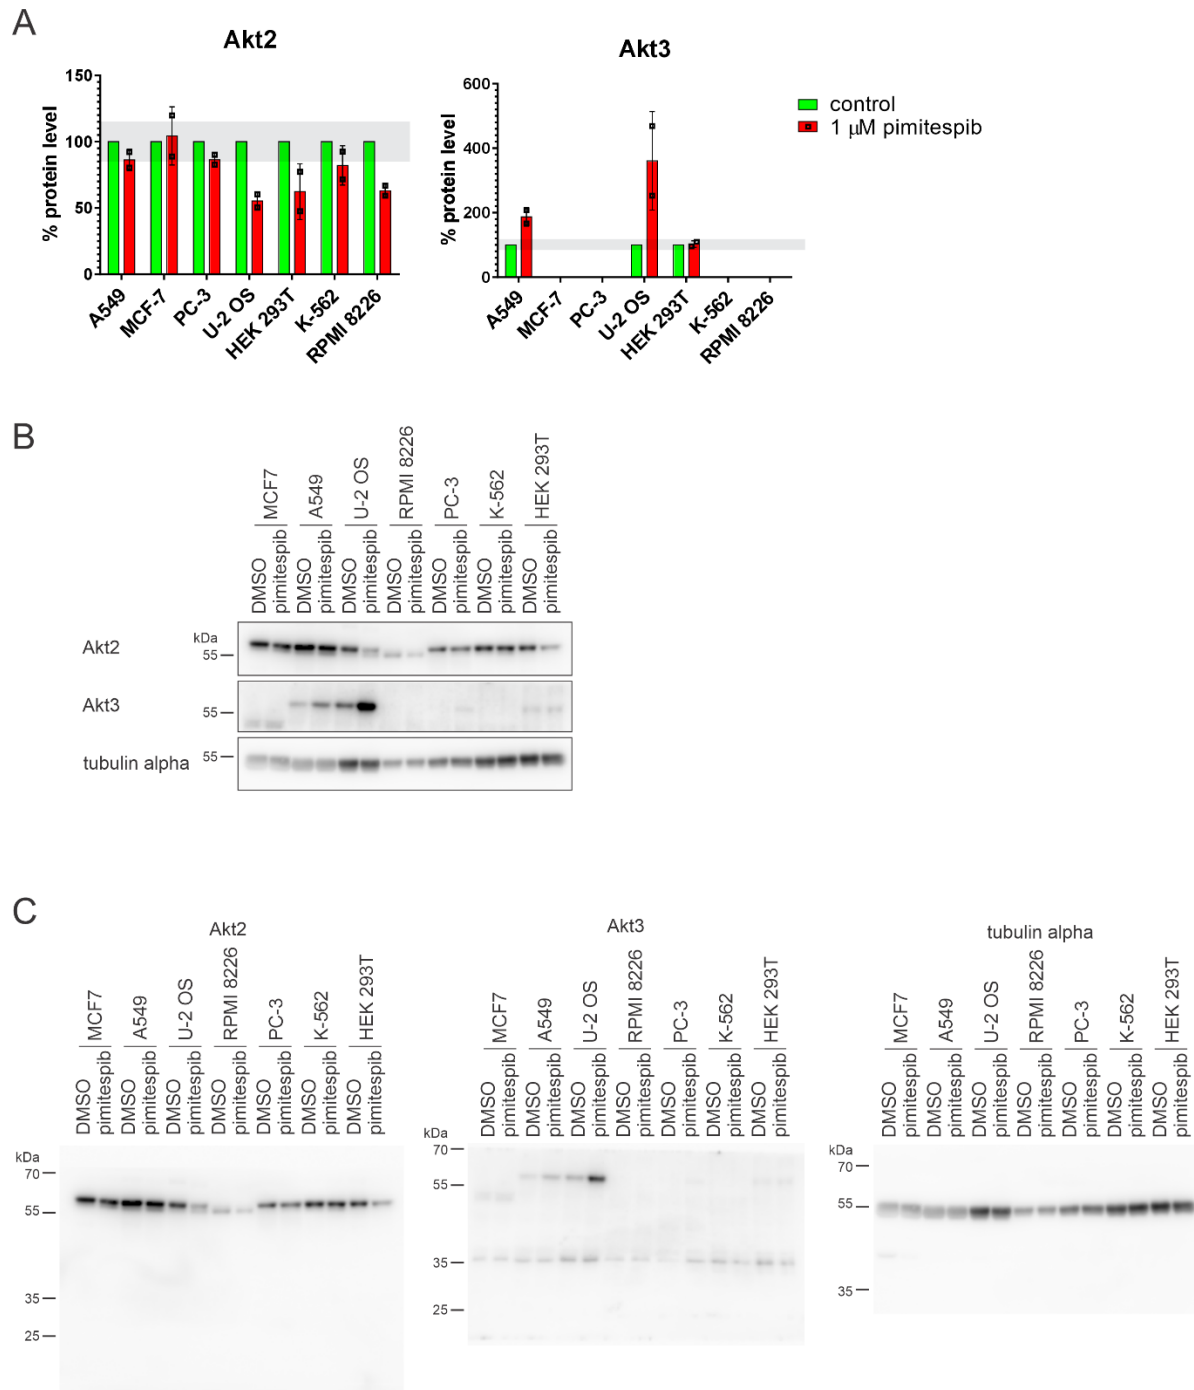 A
Akt2
% protein level
150
100
50
0
A549
MCF-7
PC-3
U-2 OS
HEK 293T
K-562
RPMI 8226
Akt3
% protein level
600
400
200
0
A549
MCF-7
PC-3
U-2 OS
HEK 293T
K-562
RPMI 8226
control
1 μM pimitespib
B
MCF7
A549
U-2 OS
RPMI 8226
PC-3
K-562
HEK 293T
DMSO
pimitespib
DMSO
pimitespib
DMSO
pimitespib
DMSO
pimitespib
DMSO
pimitespib
DMSO
pimitespib
DMSO
pimitespib
kDa
Akt2
55
Akt3
55
tubulin alpha
55
C
Akt2
MCF7
A549
U-2 OS
RPMI 8226
PC-3
K-562
HEK 293T
DMSO
pimitespib
DMSO
pimitespib
DMSO
pimitespib
DMSO
pimitespib
DMSO
pimitespib
DMSO
pimitespib
DMSO
pimitespib
kDa
70
55
35
25
Akt3
MCF7
A549
U-2 OS
RPMI 8226
PC-3
K-562
HEK 293T
DMSO
pimitespib
DMSO
pimitespib
DMSO
pimitespib
DMSO
pimitespib
DMSO
pimitespib
DMSO
pimitespib
DMSO
pimitespib
kDa
70
55
35
25
tubulin alpha
MCF7
A549
U-2 OS
RPMI 8226
PC-3
K-562
HEK 293T
DMSO
pimitespib
DMSO
pimitespib
DMSO
pimitespib
DMSO
pimitespib
DMSO
pimitespib
DMSO
pimitespib
DMSO
pimitespib
kDa
70
55
35